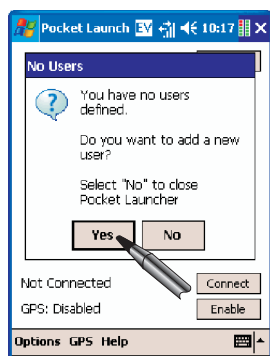 Pocket Launch EV 10:17
No Users
You have no users
defined.
Do you want to add a new
user?
Select "No" to close
Pocket Launcher
Yes No
Not Connected Connect
GPS: Disabled Enable
Options GPS Help